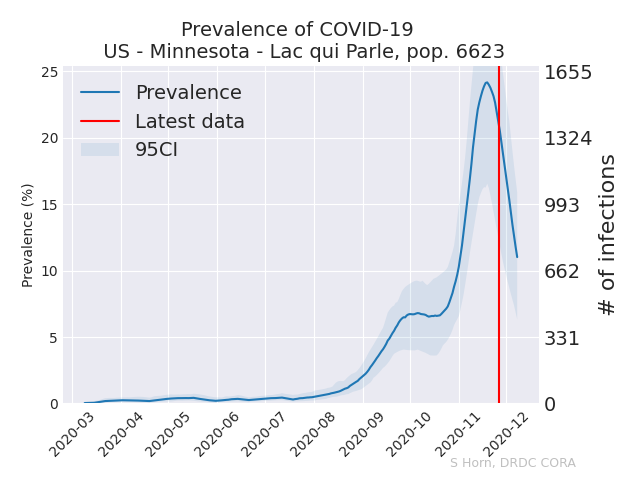 Prevalence of COVID-19
US - Minnesota - Lac qui Parle, pop. 6623
Prevalence
Latest data
95CI
Prevalence (%)
25
20
15
10
5
0
1655
1324
993
662
331
0
# of infections
2020-03
2020-04
2020-05
2020-06
2020-07
2020-08
2020-09
2020-10
2020-11
2020-12
S Horn, DRDC CORA